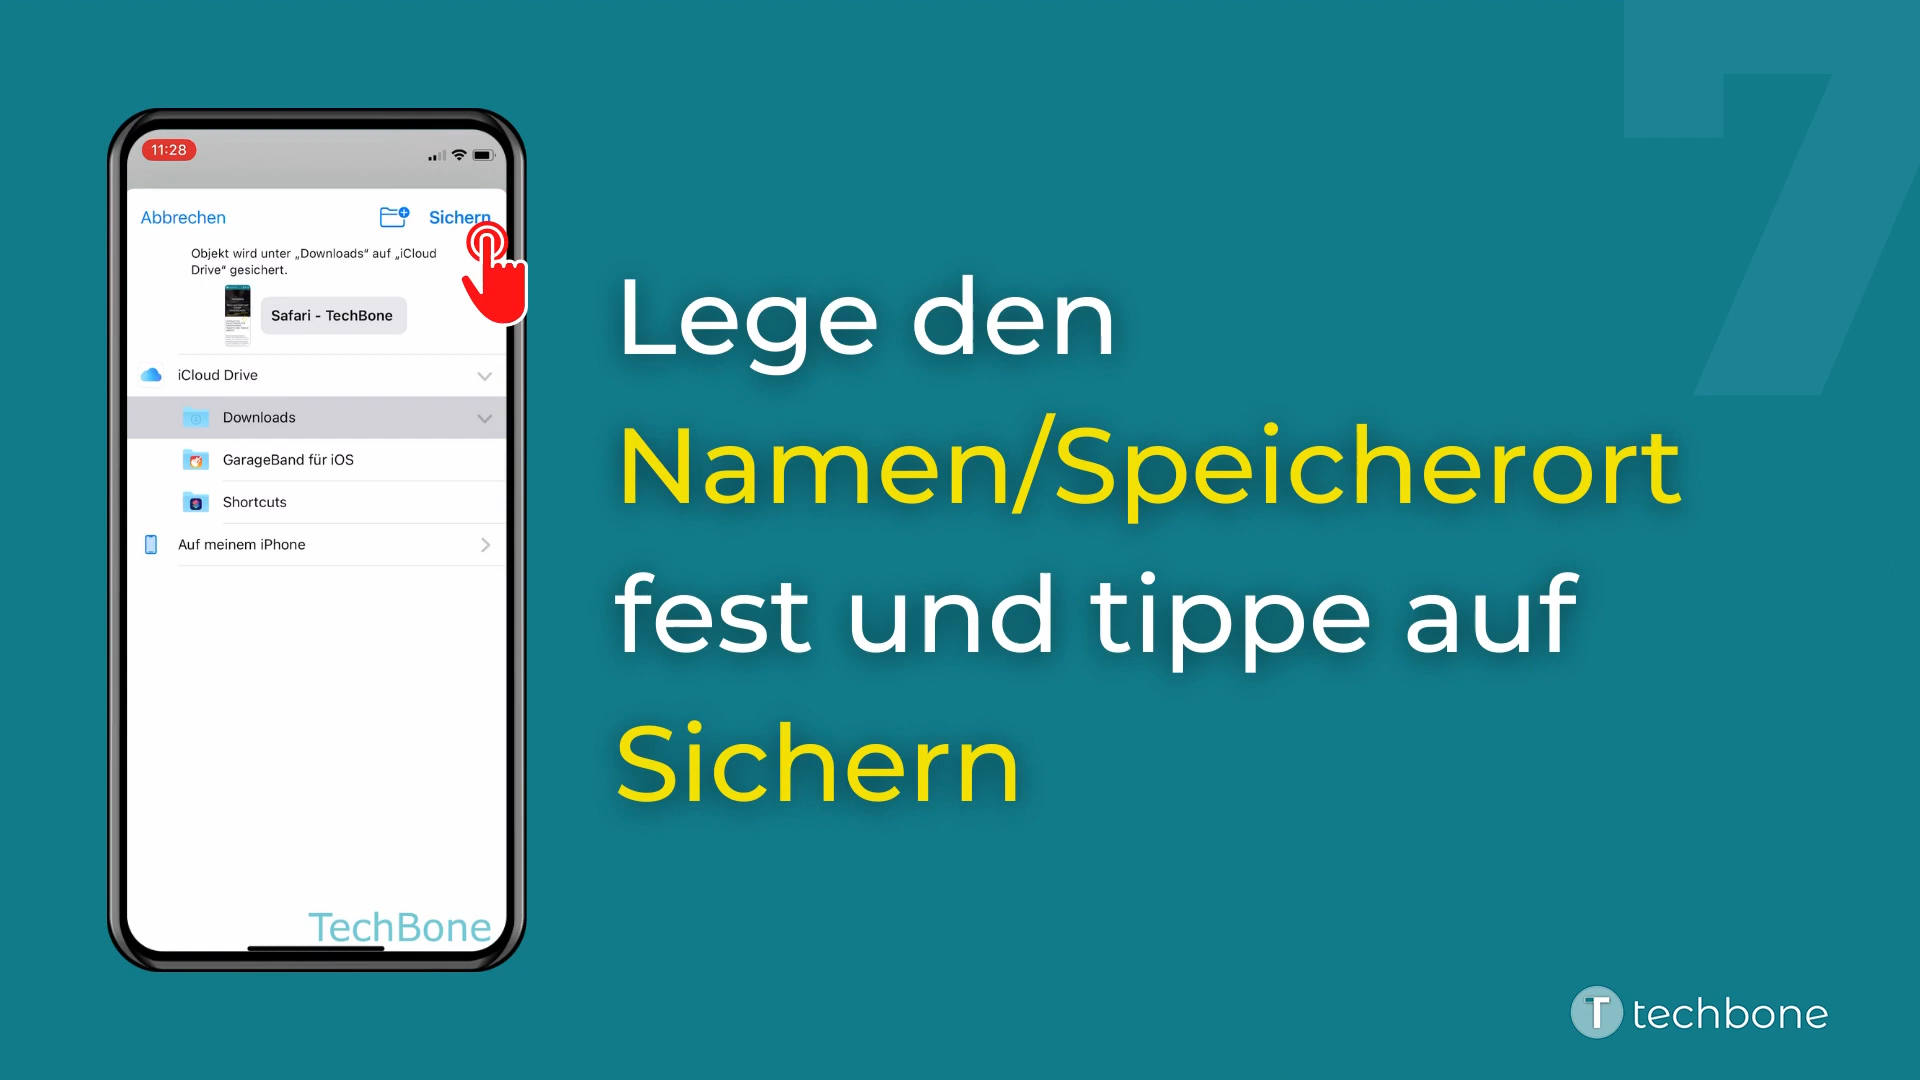 7
11:28
Abbrechen
Sichern
Objekt wird unter „Downloads“ auf „iCloud
Drive“ gesichert.
Safari - TechBone
iCloud Drive
Downloads
GarageBand für iOS
Shortcuts
Auf meinem iPhone
TechBone
Lege den
Namen/Speicherort
fest und tippe auf
Sichern
T techbone